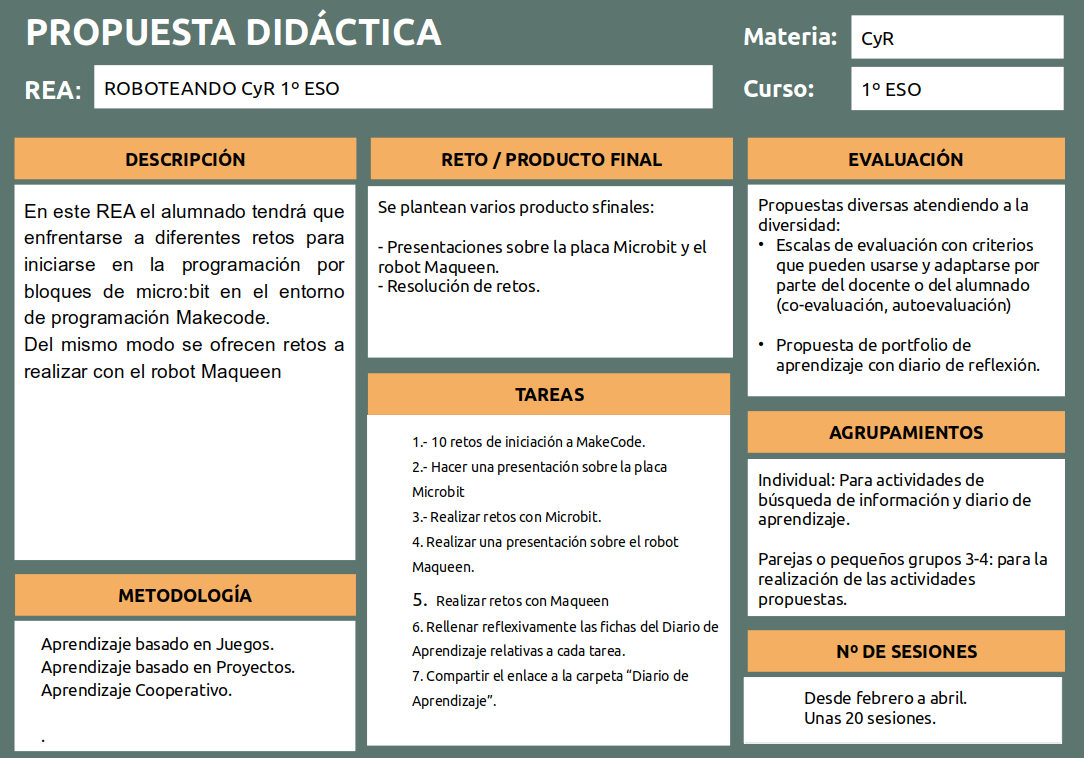 PROPUESTA DIDÁCTICA
Materia:
CyR
REA:
ROBOTEANDO CyR 1º ESO
Curso:
1º ESO
DESCRIPCIÓN
En este REA el alumnado tendrá que
enfrentarse a diferentes retos para
iniciarse en la programación por
bloques de micro:bit en el entorno
de programación Makecode.
Del mismo modo se ofrecen retos a
realizar con el robot Maqueen
METODOLOGÍA
Aprendizaje basado en Juegos.
Aprendizaje basado en Proyectos.
Aprendizaje Cooperativo.
.
RETO / PRODUCTO FINAL
Se plantean varios producto sfinales:
- Presentaciones sobre la placa Microbit y el
robot Maqueen.
- Resolución de retos.
TAREAS
1.- 10 retos de iniciación a MakeCode.
2.- Hacer una presentación sobre la placa
Microbit
3.- Realizar retos con Microbit.
4. Realizar una presentación sobre el robot
Maqueen.
5. Realizar retos con Maqueen
6. Rellenar reflexivamente las fichas del Diario de
Aprendizaje relativas a cada tarea.
7. Compartir el enlace a la carpeta “Diario de
Aprendizaje”.
EVALUACIÓN
Propuestas diversas atendiendo a la
diversidad:
• Escalas de evaluación con criterios
que pueden usarse y adaptarse por
parte del docente o del alumnado
(co-evaluación, autoevaluación)
• Propuesta de portfolio de
aprendizaje con diario de reflexión.
AGRUPAMIENTOS
Individual: Para actividades de
búsqueda de información y diario de
aprendizaje.
Parejas o pequeños grupos 3-4: para la
realización de las actividades
propuestas.
Nº DE SESIONES
Desde febrero a abril.
Unas 20 sesiones.